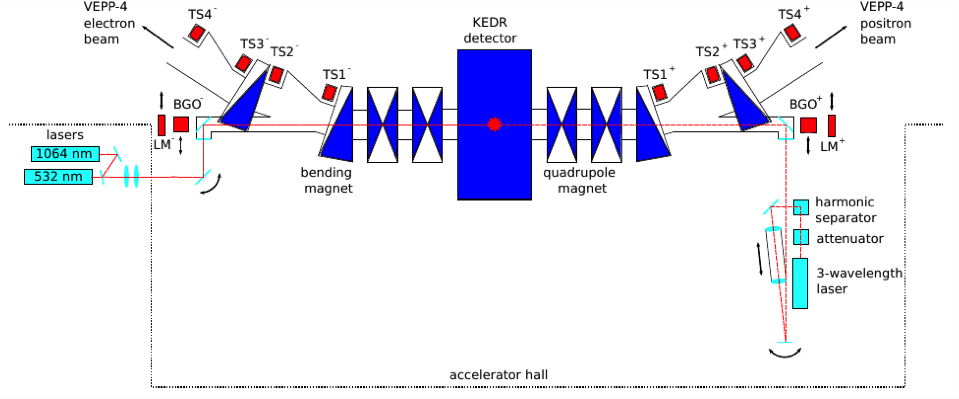 VEPP-4
electron
beam
TS4-
TS3-
TS2-
TS1-
KEDR
detector
TS1+
TS2+
TS3+
TS4+
VEPP-4
positron
beam
BGO-
LM-
lasers
1064 nm
532 nm
bending
magnet
quadrupole
magnet
BGO+
LM+
harmonic
separator
attenuator
3-wavelength
laser
accelerator hall